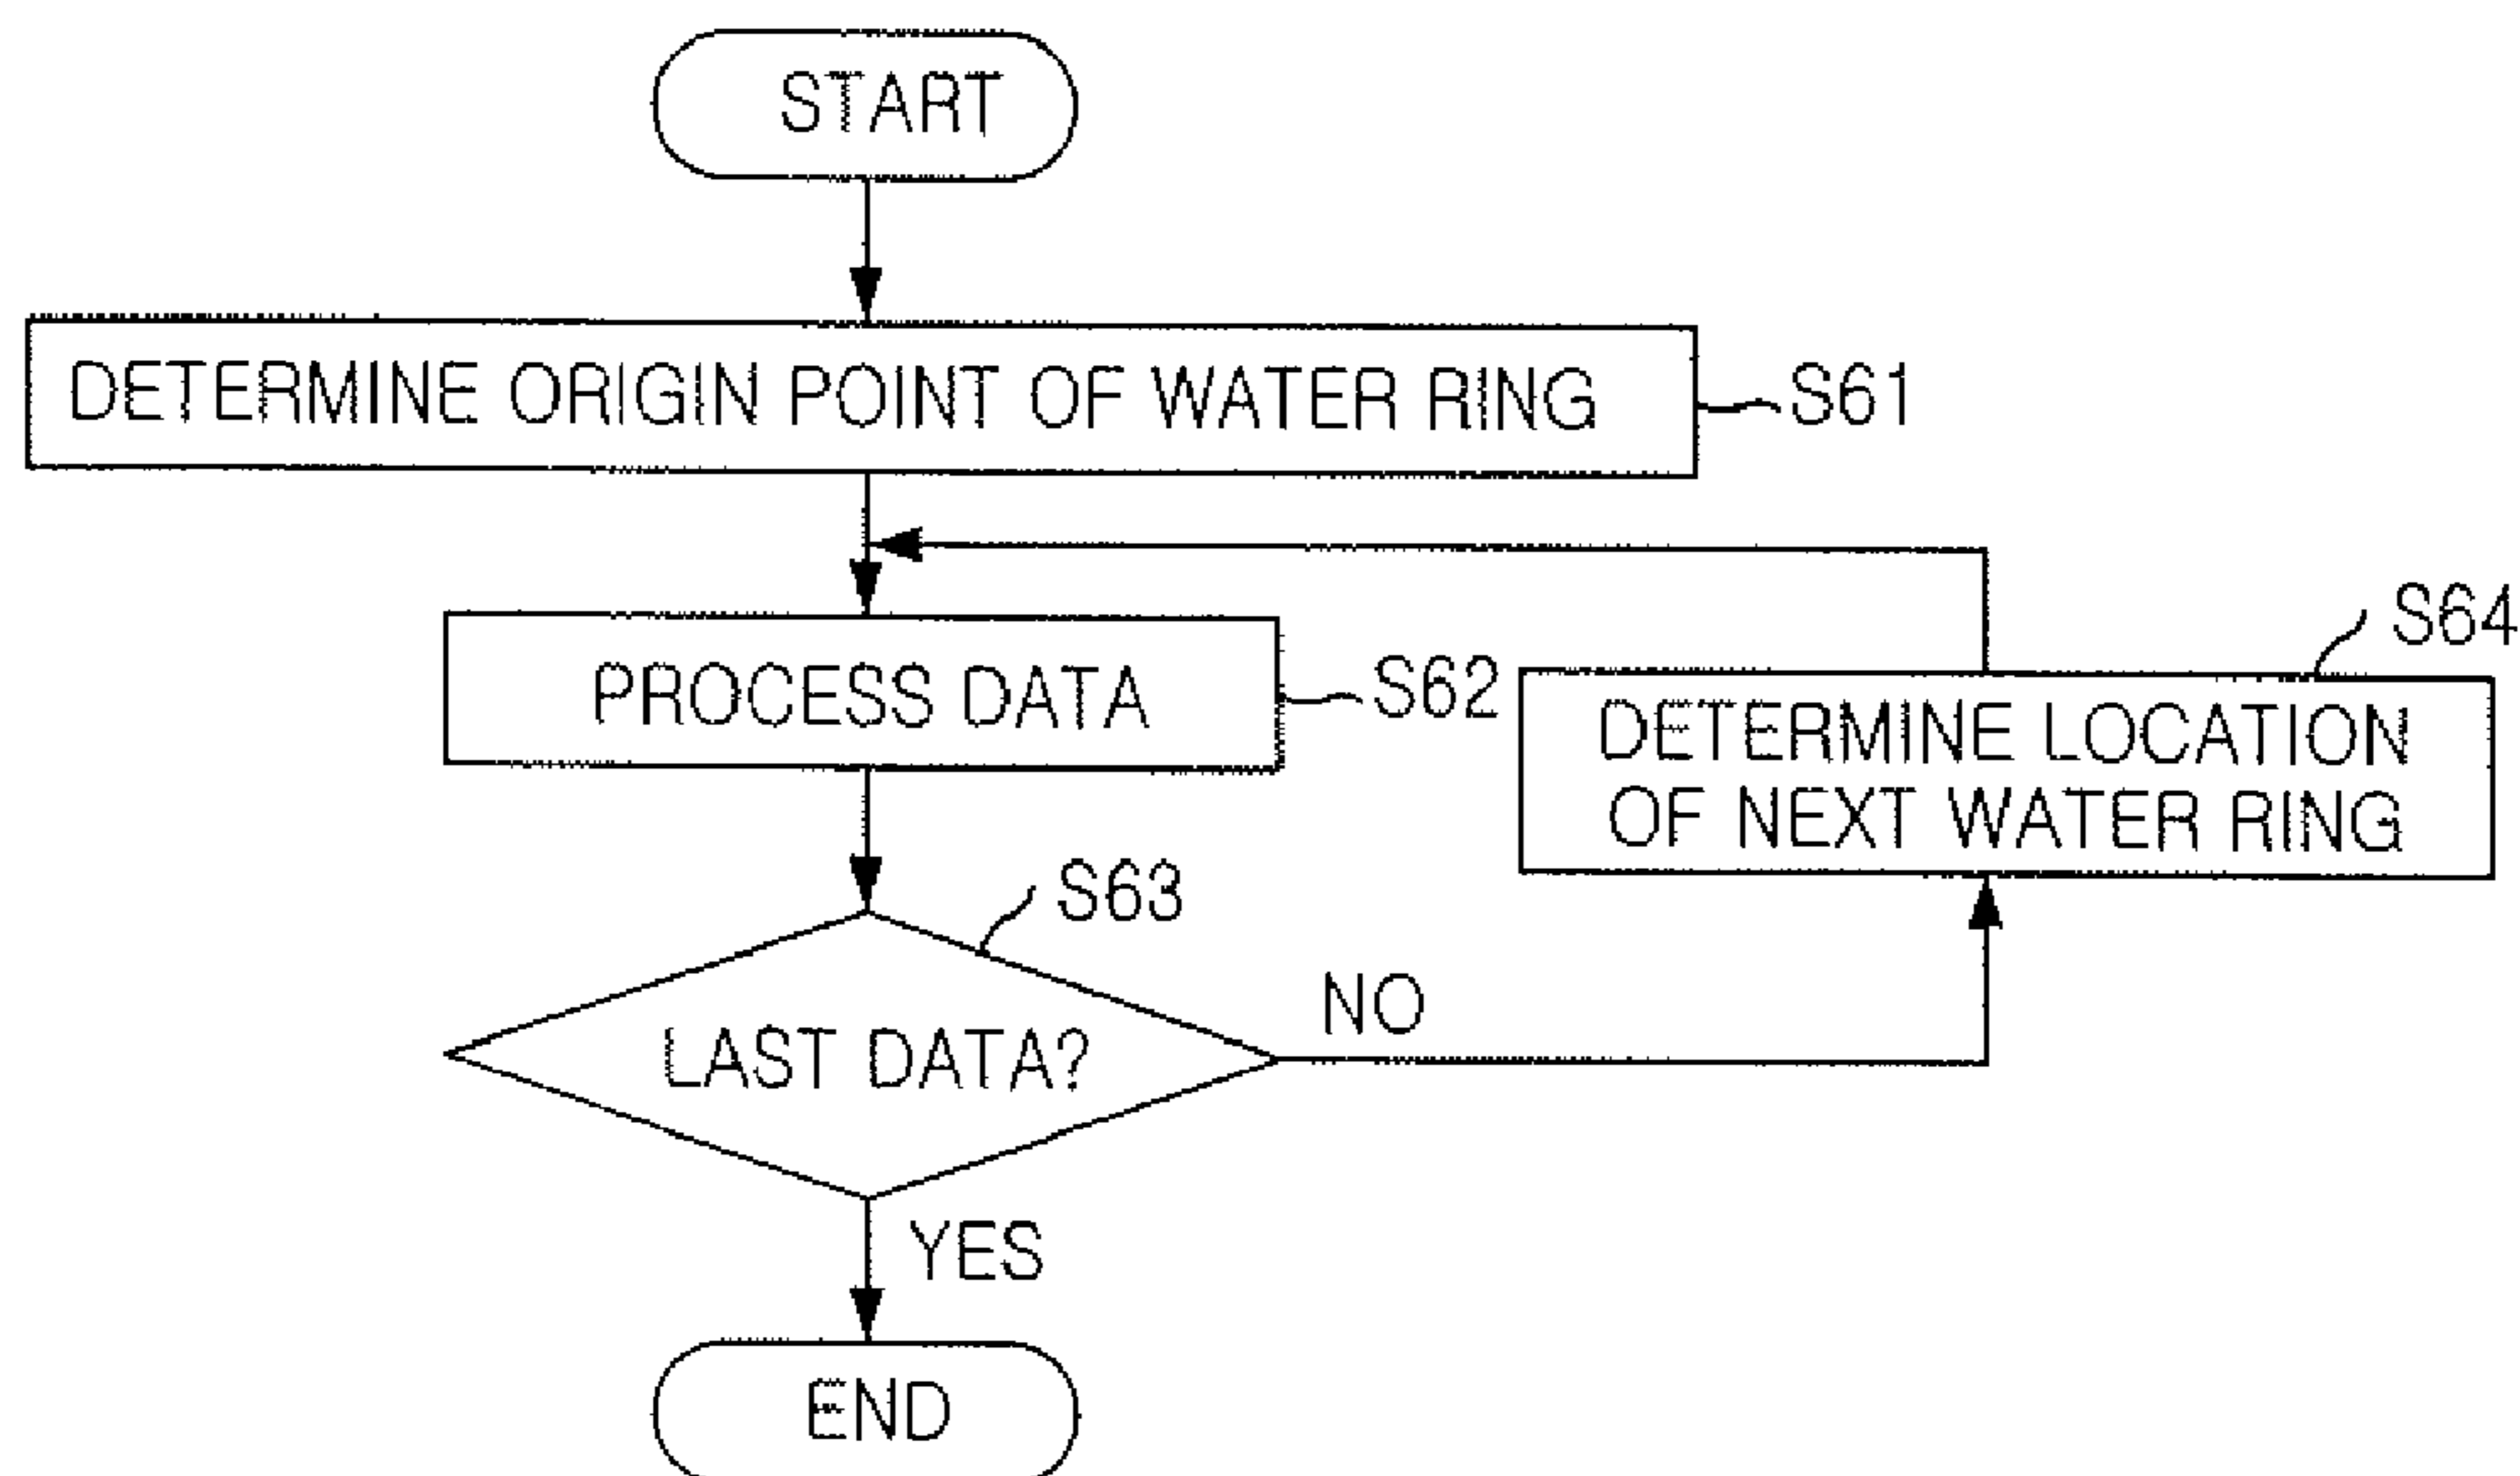 START
DETERMINE ORIGIN POINT OF WATER RING
S61
PROCESS DATA
S62
S64
DETERMINE LOCATION
OF NEXT WATER RING
S63
LAST DATA?
NO
YES
END